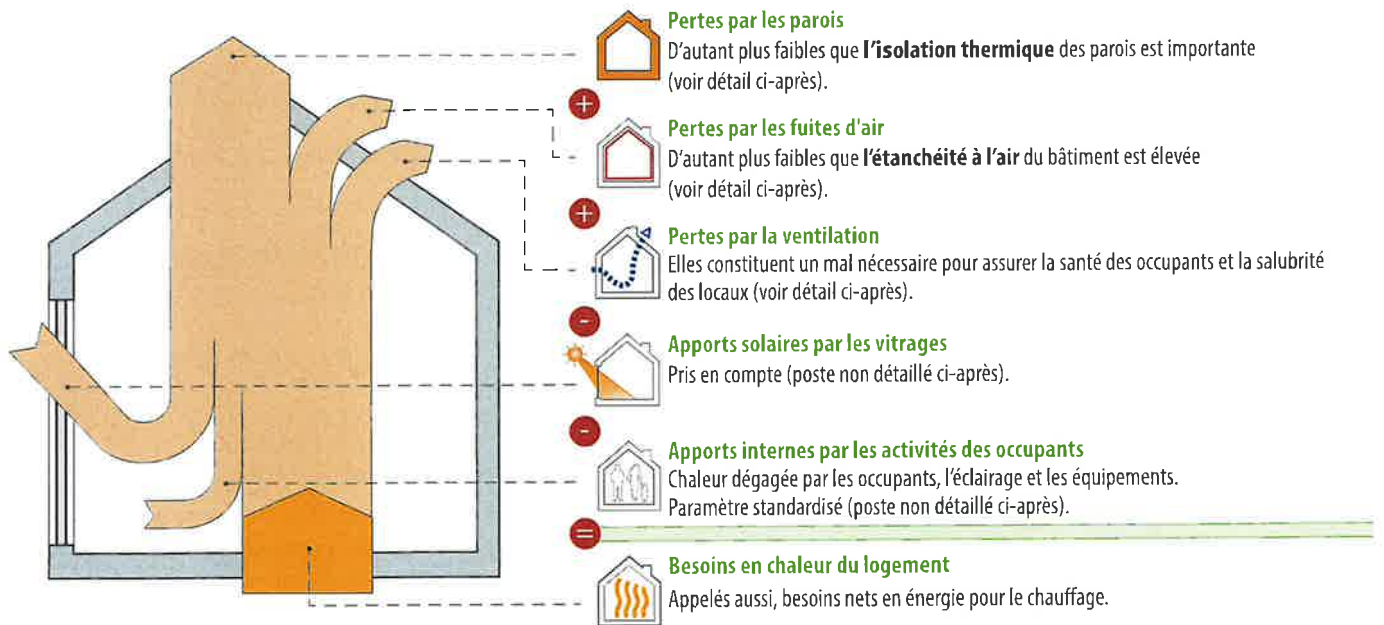 Pertes par les parois
D'autant plus faibles que l'isolation thermique des parois est importante
(voir détail ci-après).
+
Pertes par les fuites d'air
D'autant plus faibles que l'étanchéité à l'air du bâtiment est élevée
(voir détail ci-après).
+
Pertes par la ventilation
Elles constituent un mal nécessaire pour assurer la santé des occupants et la salubrité
des locaux (voir détail ci-après).
-
Apports solaires par les vitrages
Pris en compte (poste non détaillé ci-après).
-
Apports internes par les activités des occupants
Chaleur dégagée par les occupants, l'éclairage et les équipements.
Paramètre standardisé (poste non détaillé ci-après).
=
Besoins en chaleur du logement
Appelés aussi, besoins nets en énergie pour le chauffage.